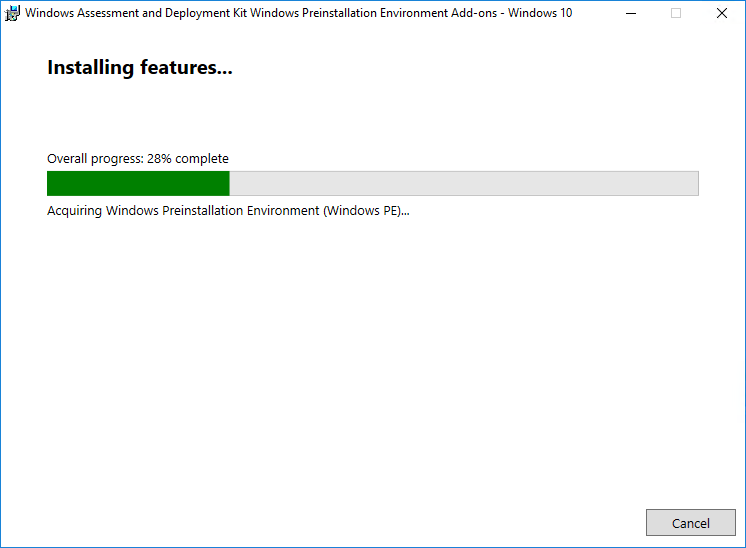 Windows Assessment and Deployment Kit Windows Preinstallation Environment Add-ons - Windows 10
Installing features...
Overall progress: 28% complete
Acquiring Windows Preinstallation Environment (Windows PE)...
Cancel